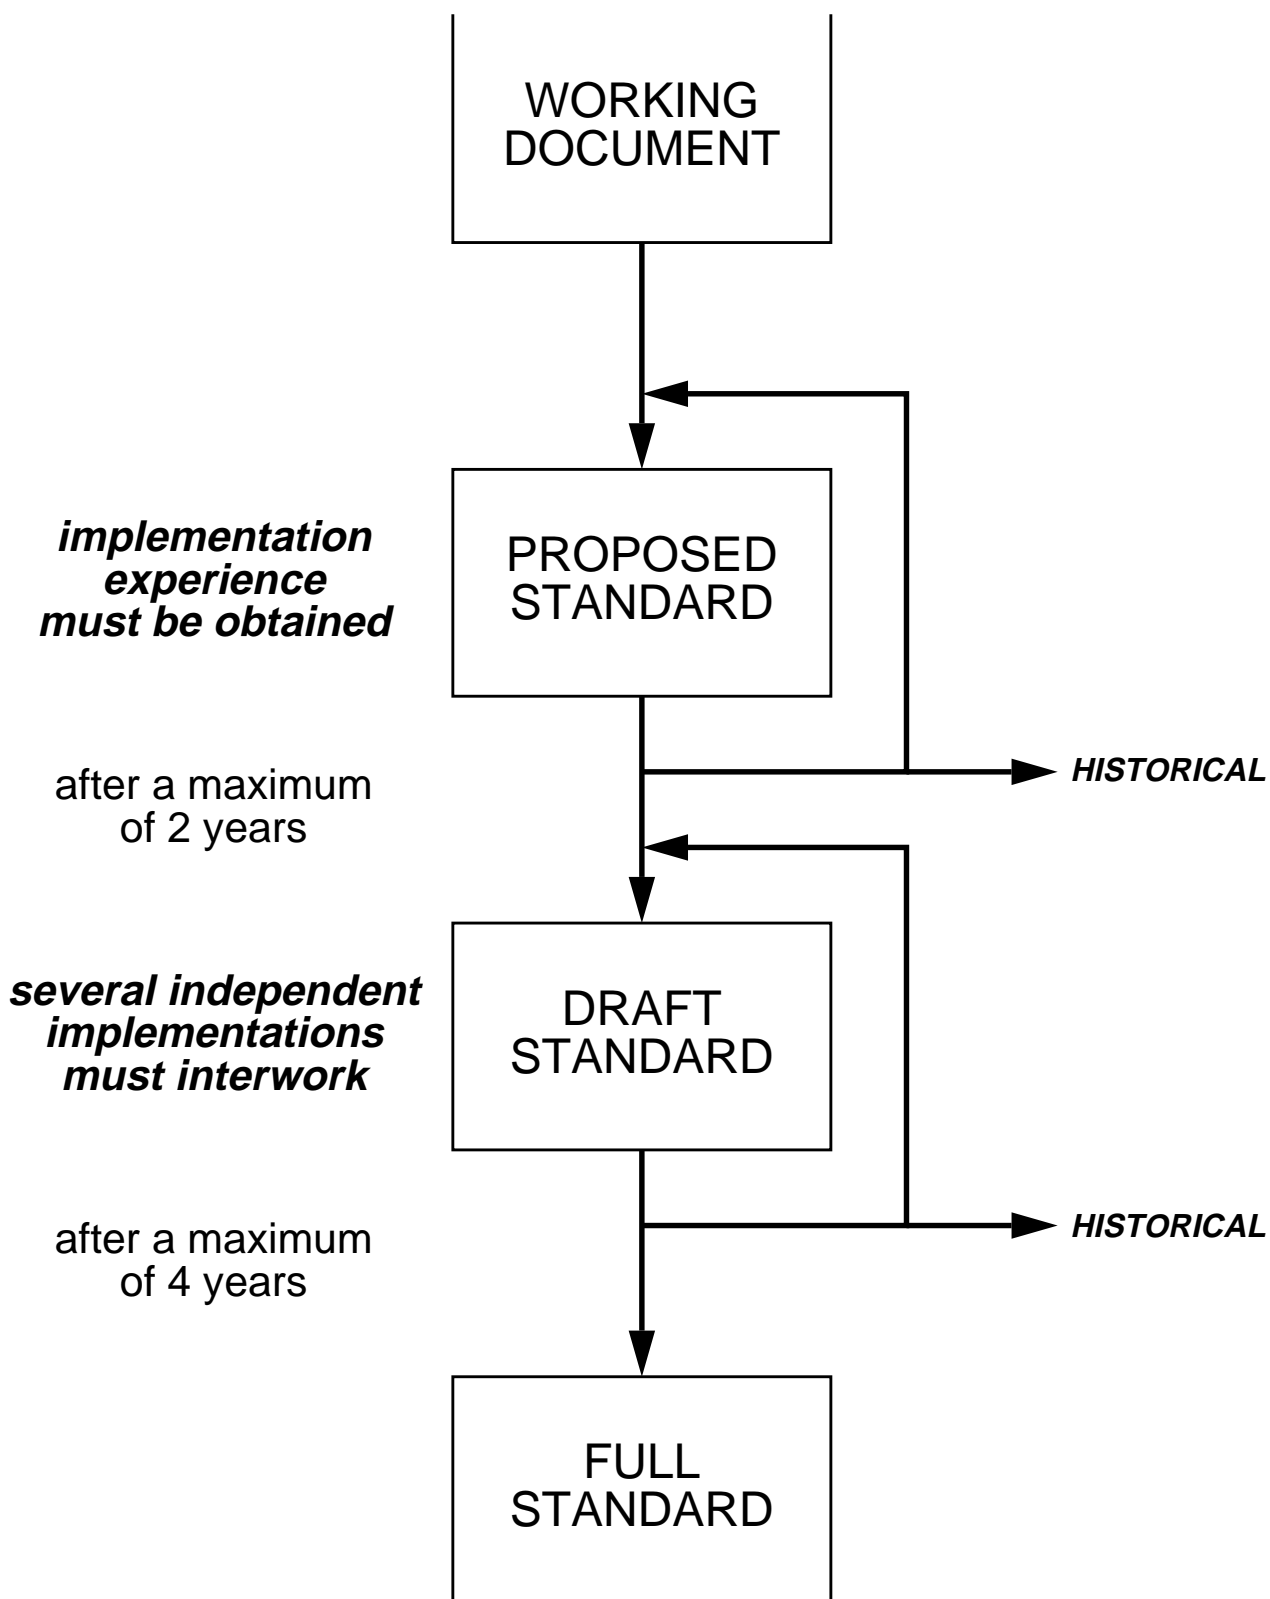 WORKING
DOCUMENT
implementation
experience
must be obtained
PROPOSED
STANDARD
after a maximum
of 2 years
HISTORICAL
several independent
implementations
must interwork
DRAFT
STANDARD
after a maximum
of 4 years
HISTORICAL
FULL
STANDARD